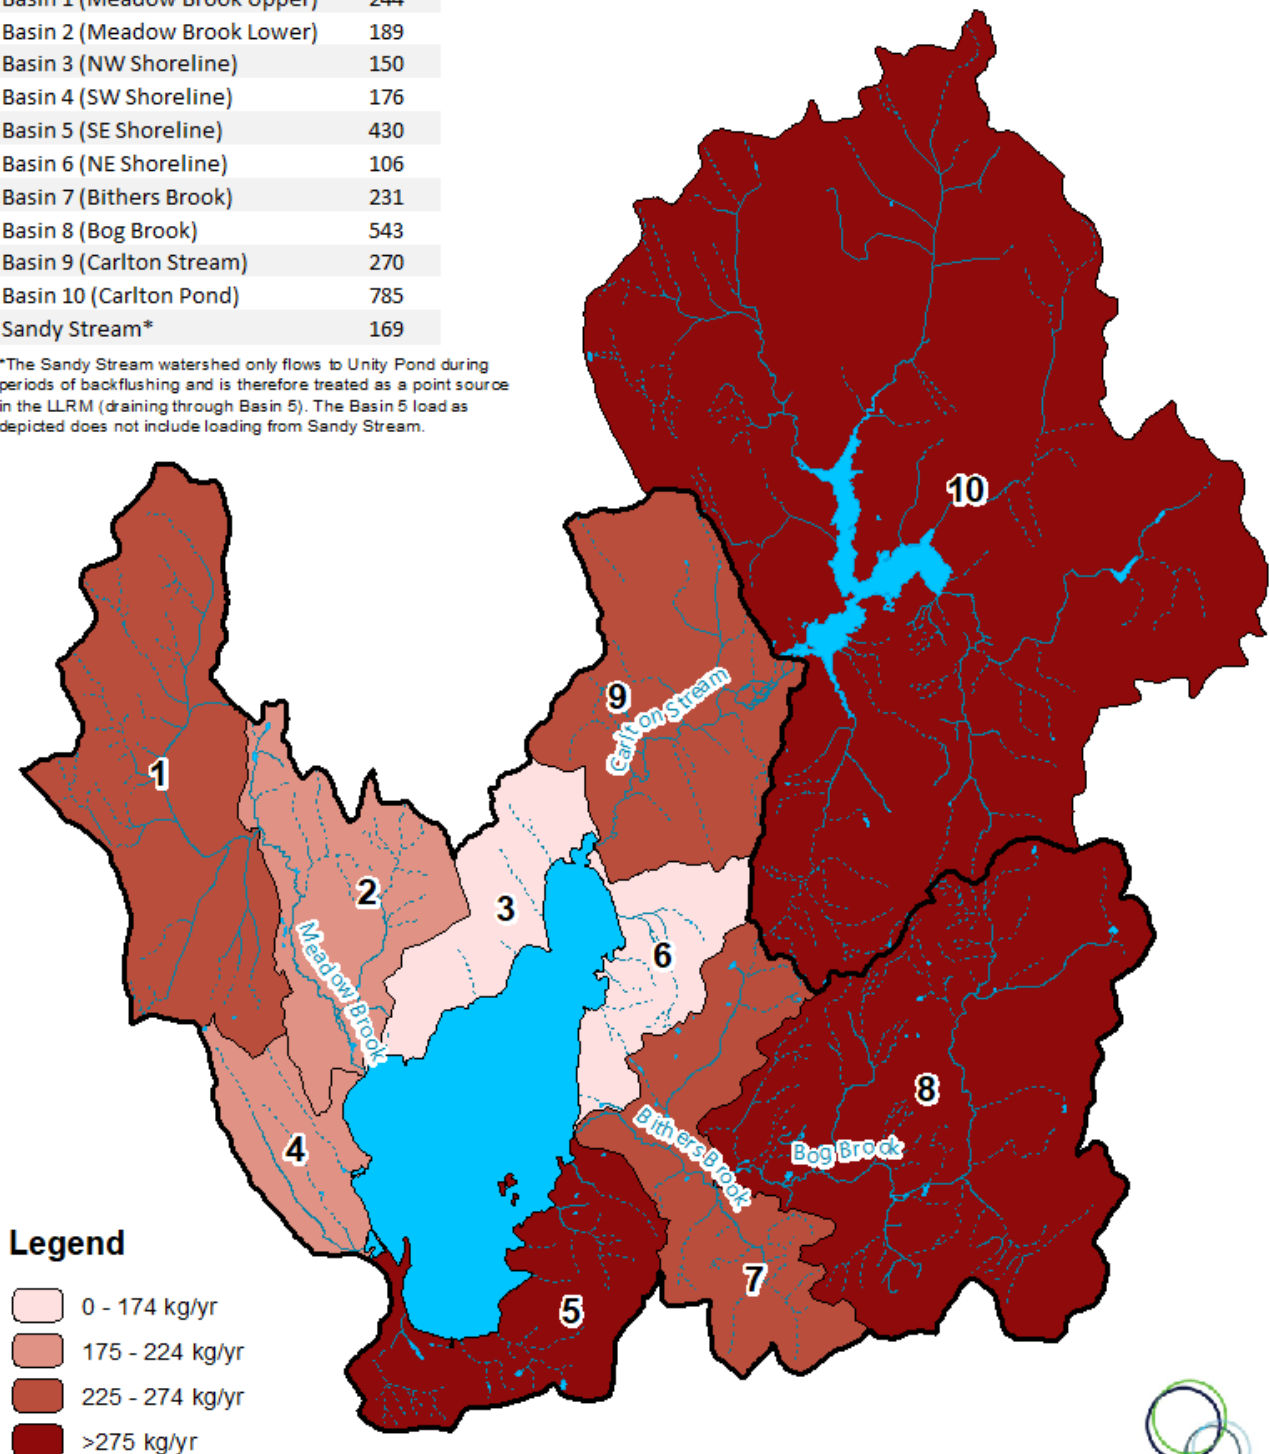 Basin 1 (Meadow Brook Upper) 244
Basin 2 (Meadow Brook Lower) 189
Basin 3 (NW Shoreline) 150
Basin 4 (SW Shoreline) 176
Basin 5 (SE Shoreline) 430
Basin 6 (NE Shoreline) 106
Basin 7 (Bithers Brook) 231
Basin 8 (Bog Brook) 543
Basin 9 (Carlton Stream) 270
Basin 10 (Carlton Pond) 785
Sandy Stream* 169
*The Sandy Stream watershed only flows to Unity Pond during
periods of backflushing and is therefore treated as a point source
in the LLRM (draining through Basin 5). The Basin 5 load as
depicted does not include loading from Sandy Stream.
10
9
Carlton Stream
1
2
3
6
Meadow Brook
8
4
Bithers Brook
Bog Brook
7
5
Legend
0 - 174 kg/yr
175 - 224 kg/yr
225 - 274 kg/yr
>275 kg/yr